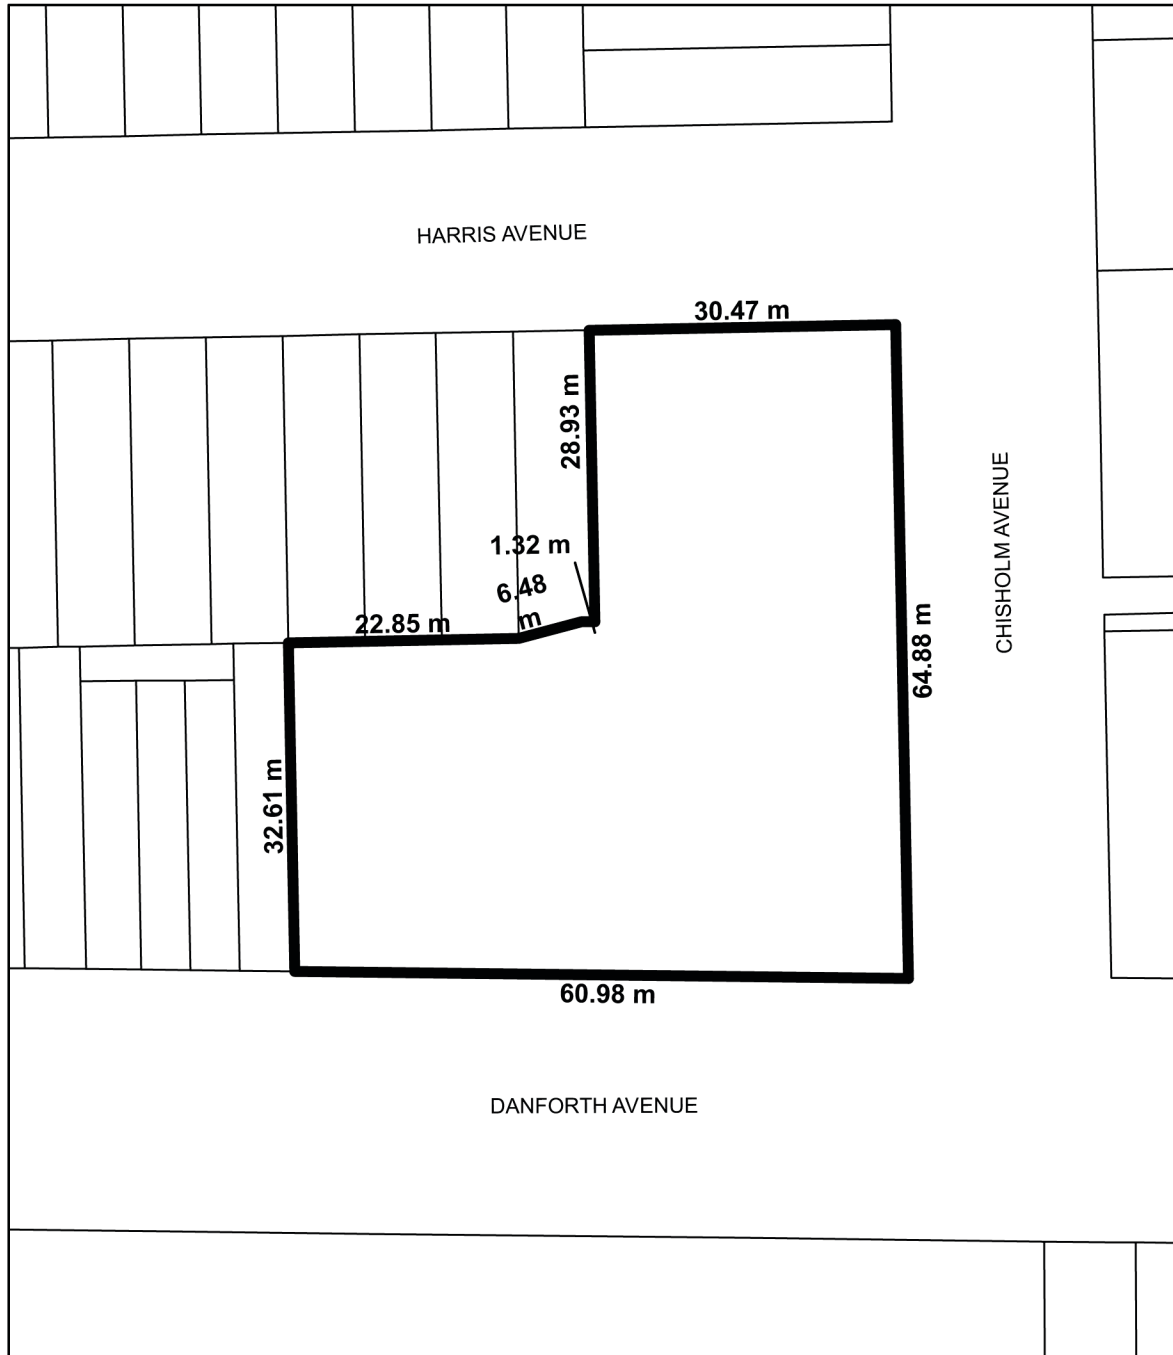 HARRIS AVENUE
30.47 m
28.93 m
CHISHOLM AVENUE
1.32 m
6.48
m
22.85 m
64.88 m
32.61 m
60.98 m
DANFORTH AVENUE